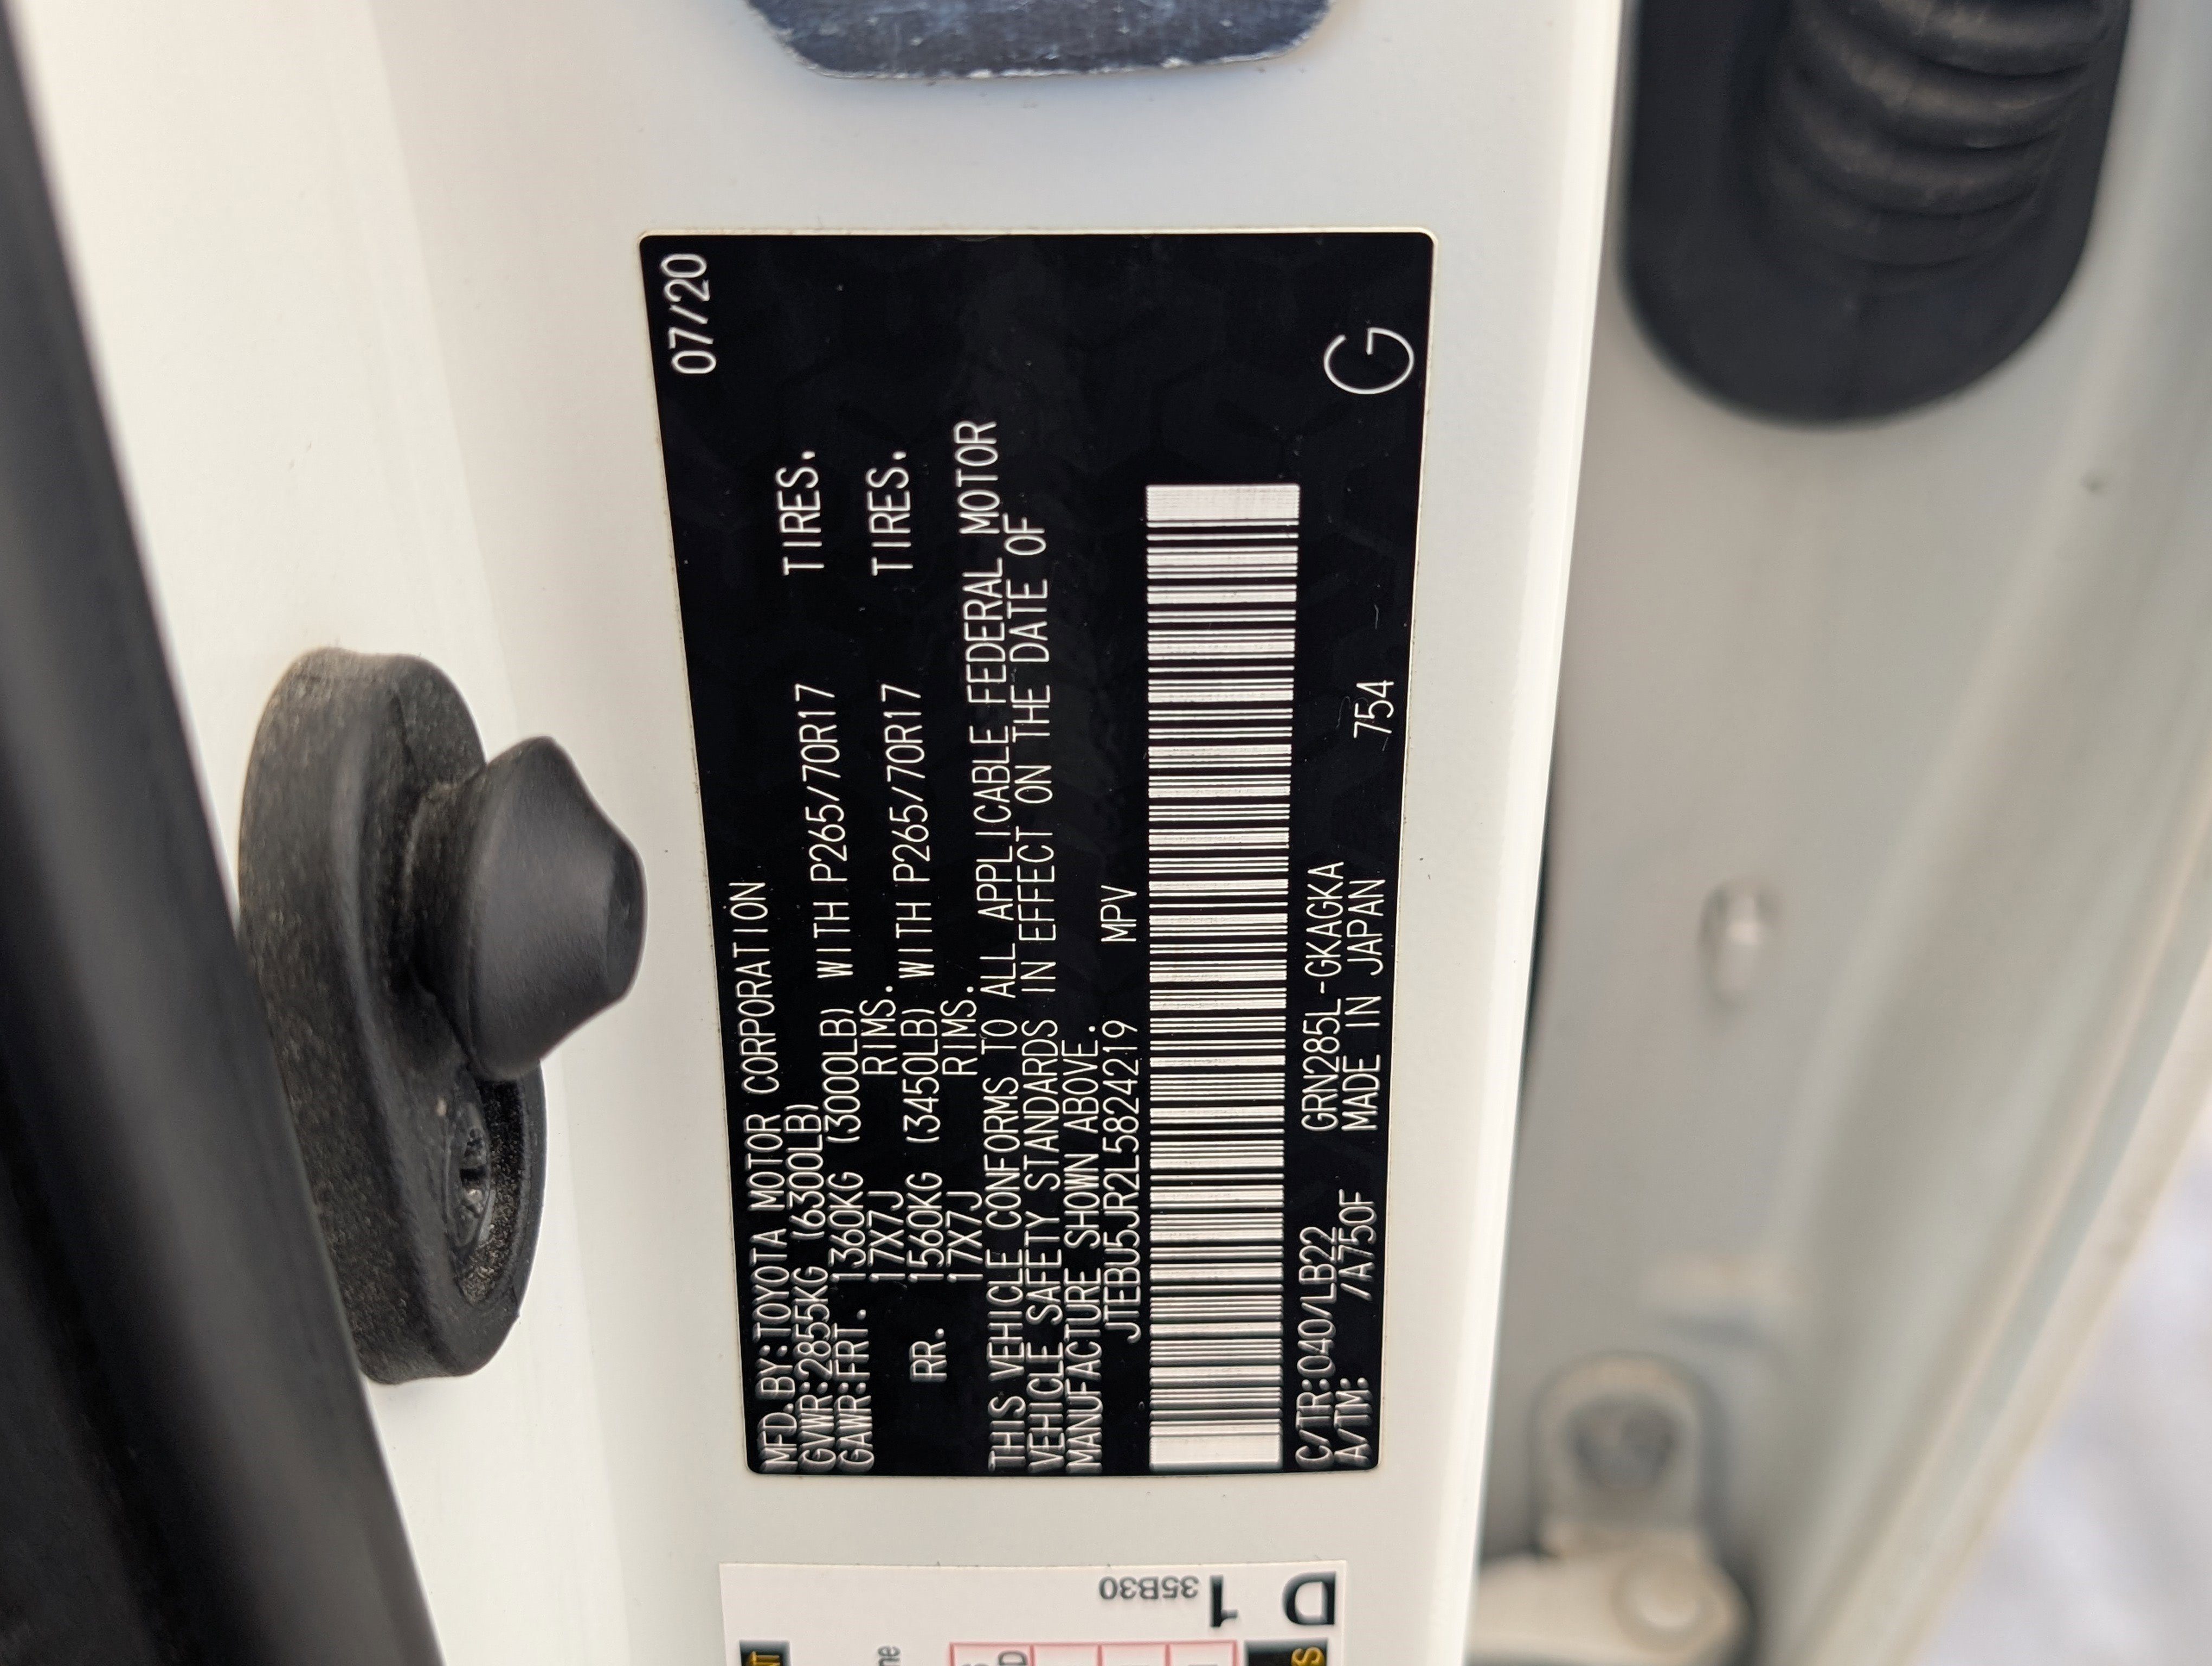 07/20
MFD.BY:TOYOTA MOTOR CORPORATION
GVWR:2855KG (6300LB)
GAWR:FRT. 1360KG (3000LB) WITH P265/70R17 TIRES.
17X7J RIMS.
RR. 1560KG (3450LB) WITH P265/70R17 TIRES.
17X7J RIMS.
THIS VEHICLE CONFORMS TO ALL APPLICABLE FEDERAL MOTOR
VEHICLE SAFETY STANDARDS IN EFFECT ON THE DATE OF
MANUFACTURE SHOWN ABOVE.
JTEBU5JR2L5824219 MPV
C/TR:040/LB22 GRN285L-GKAGKA
A/TM: /A750F MADE IN JAPAN 754
G
D
1
35B30